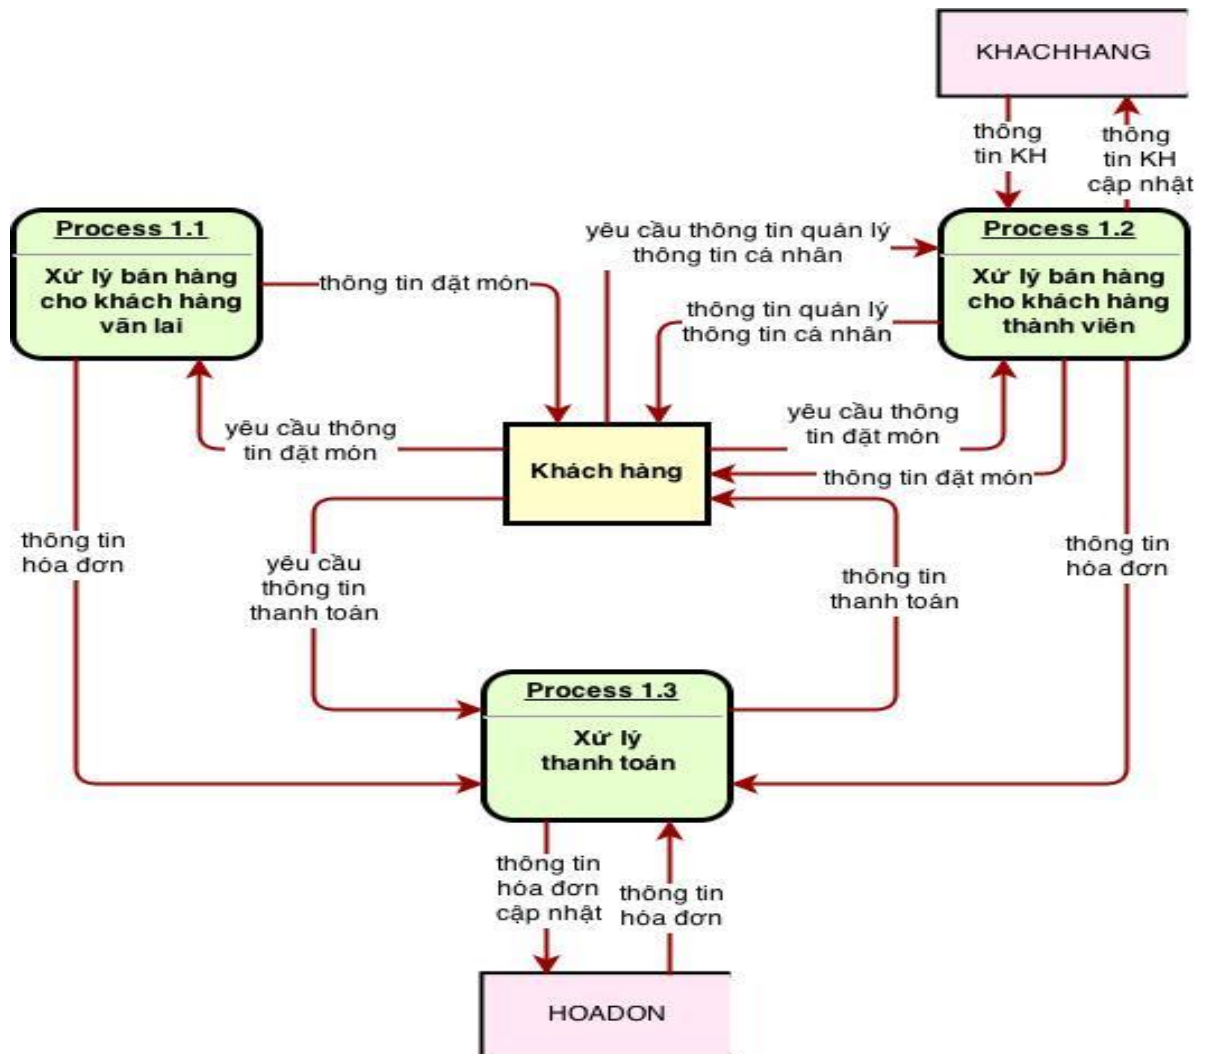 KHACHHANG
thông
tin KH
thông
tin KH
cập nhật
Process 1.1
Xử lý bán hàng
cho khách hàng
vãn lai
yêu cầu thông tin quản lý
thông tin cá nhân
Process 1.2
Xử lý bán hàng
cho khách hàng
thành viên
thông tin đặt món
thông tin quản lý
thông tin cá nhân
yêu cầu thông
tin đặt món
yêu cầu thông
tin đặt món
Khách hàng
thông tin đặt món
thông tin
hóa đơn
yêu cầu
thông tin
thanh toán
thông tin
thanh toán
thông tin
hóa đơn
Process 1.3
Xử lý
thanh toán
thông tin
hóa đơn
cập nhật
thông tin
hóa đơn
HOADON